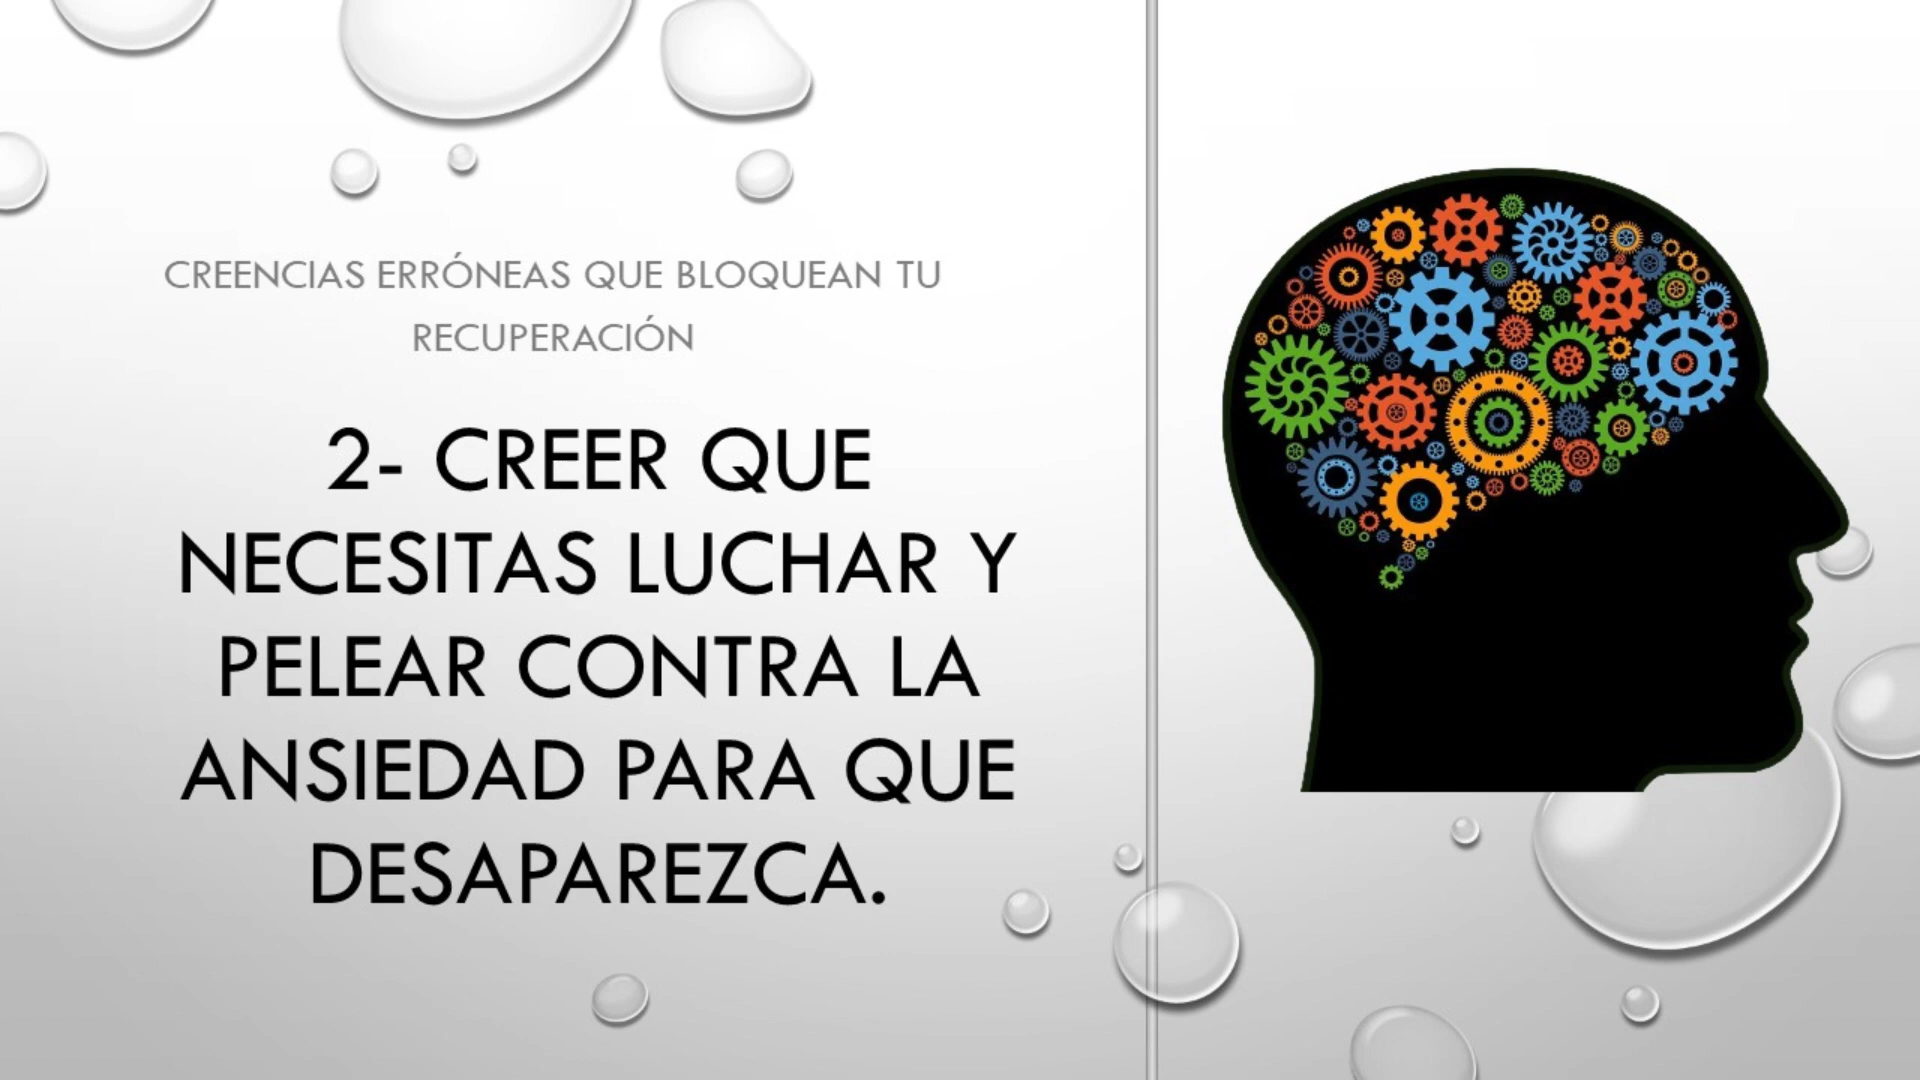 CREENCIAS ERRÓNEAS QUE BLOQUEAN TU
RECUPERACIÓN
2- CREER QUE
NECESITAS LUCHAR Y
PELEAR CONTRA LA
ANSIEDAD PARA QUE
DESAPAREZCA.